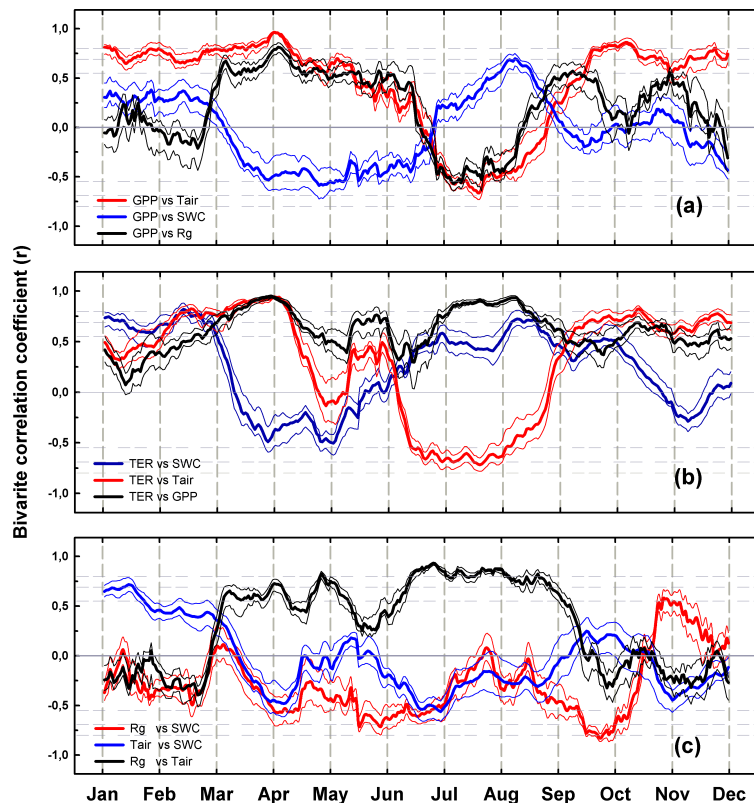 Bivarite correlation coefficient (r)
1,0
0,5
0,0
-0,5
-1,0
GPP vs Tair
GPP vs SWC
GPP vs Rg
(a)
1,0
0,5
0,0
-0,5
-1,0
TER vs SWC
TER vs Tair
TER vs GPP
(b)
1,0
0,5
0,0
-0,5
-1,0
Rg vs SWC
Tair vs SWC
Rg vs Tair
(c)
Jan Feb Mar Apr May Jun Jul Aug Sep Oct Nov Dec